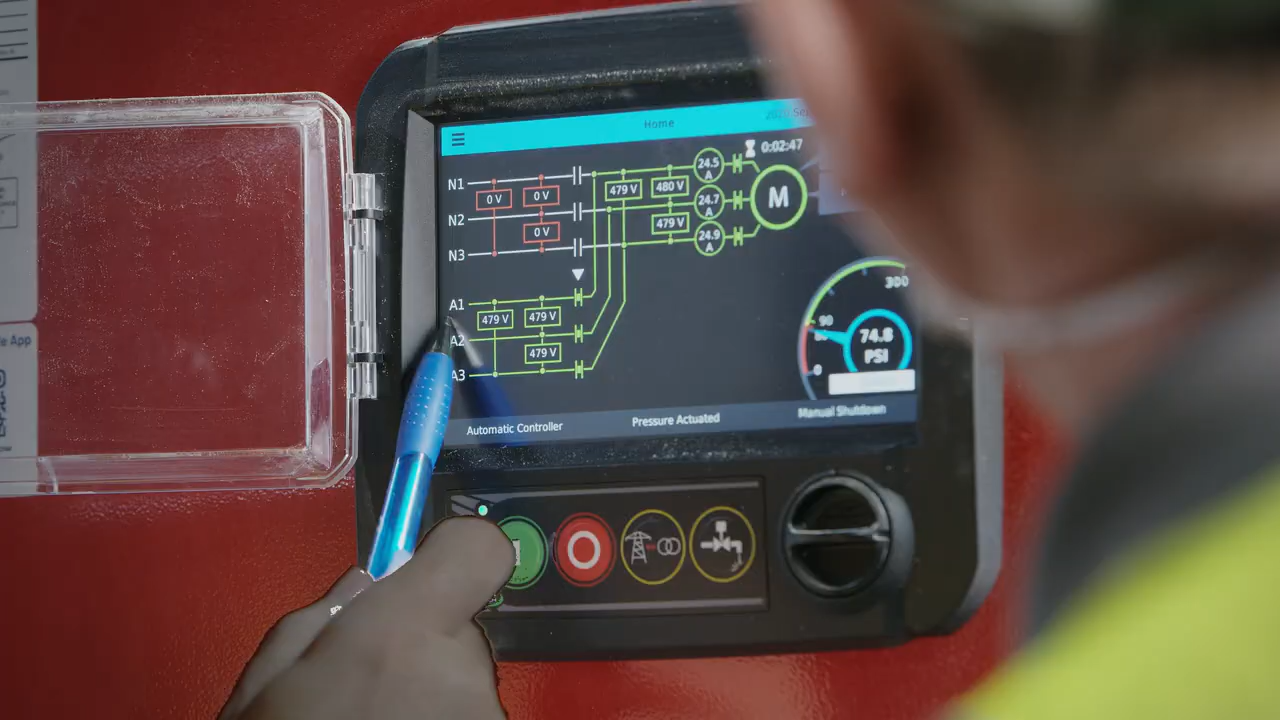 Home
0:02:47
N1
0 V
0 V
479 V
480 V
24.5 A
M
N2
0 V
479 V
24.7 A
N3
24.9 A
A1
479 V
479 V
A2
479 V
A3
300
90
0
74.8
PSI
Automatic Controller
Pressure Actuated
Manual Shutdown
App